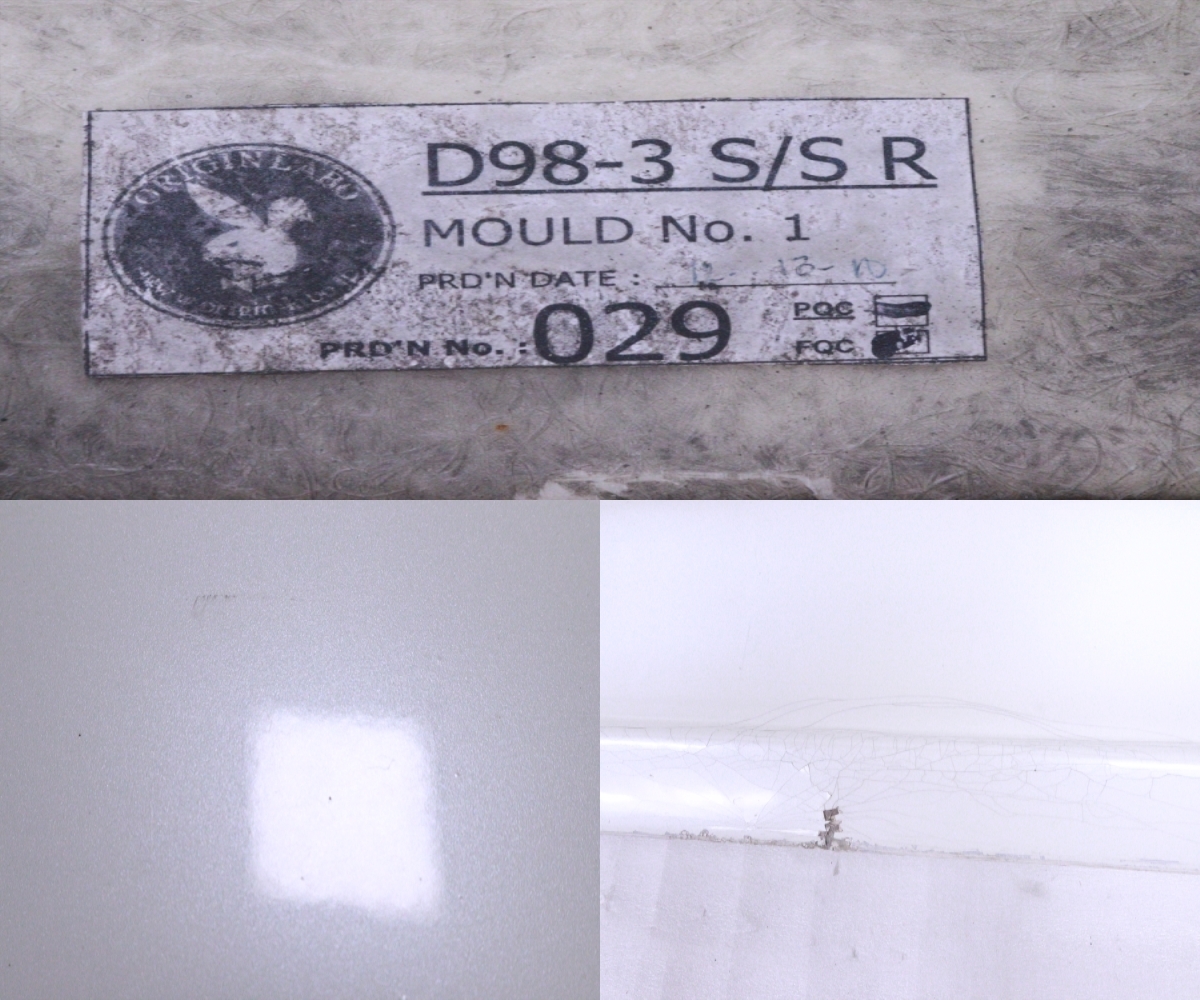 D98-3 S/S R
MOULD No. 1
PRD'N DATE :
PRD'N No. : 029
PQC
FQC